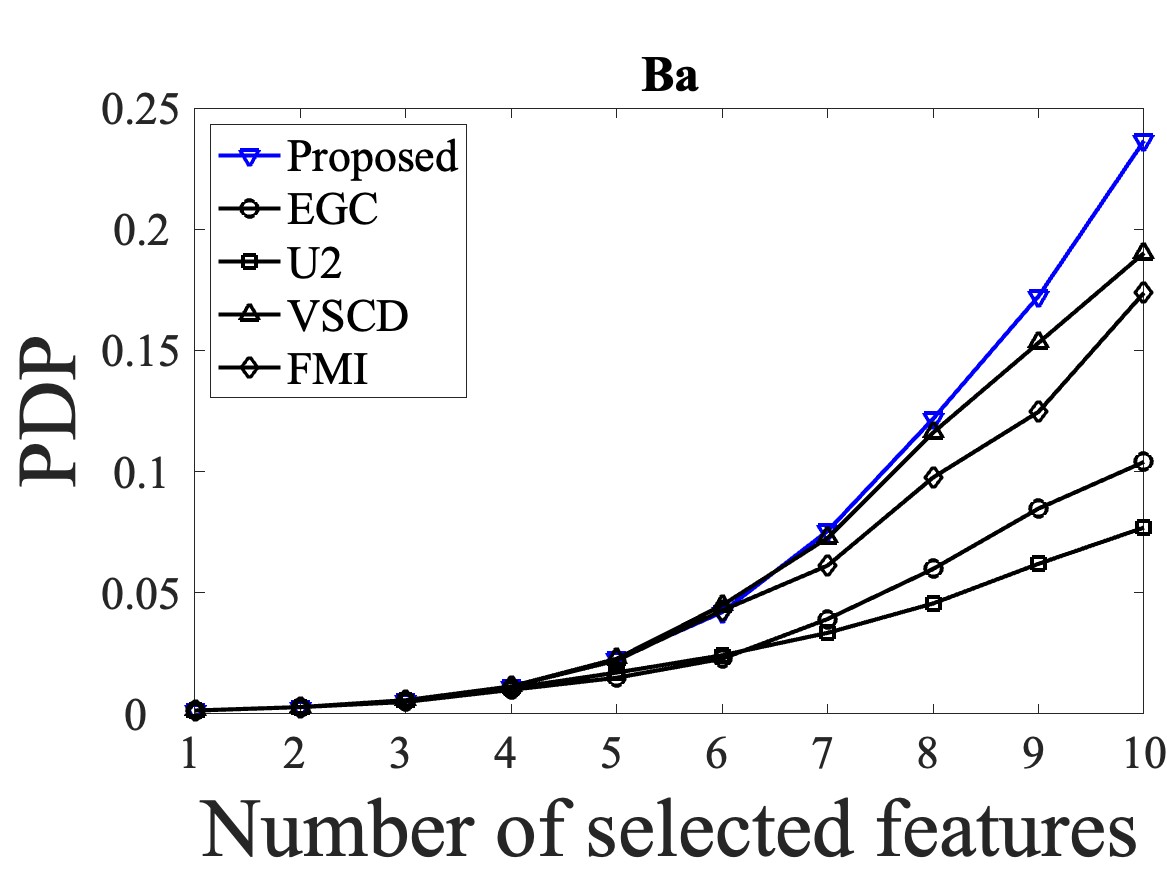 Ba
0.25
0.2
0.15
0.1
0.05
0
PDP
Proposed
EGC
U2
VSCD
FMI
1 2 3 4 5 6 7 8 9 10
Number of selected features